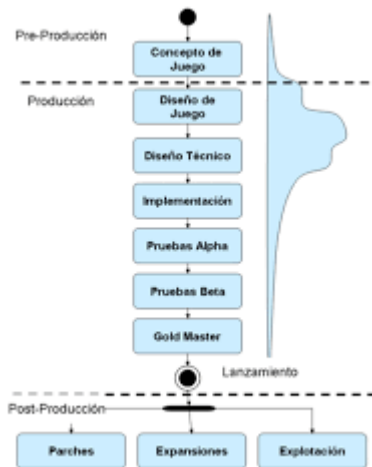 Pre-Producción
Concepto de
Juego
Producción
Diseño de
Juego
Diseño Técnico
Implementación
Pruebas Alpha
Pruebas Beta
Gold Master
Lanzamiento
Post-Producción
Parches
Expansiones
Explotación